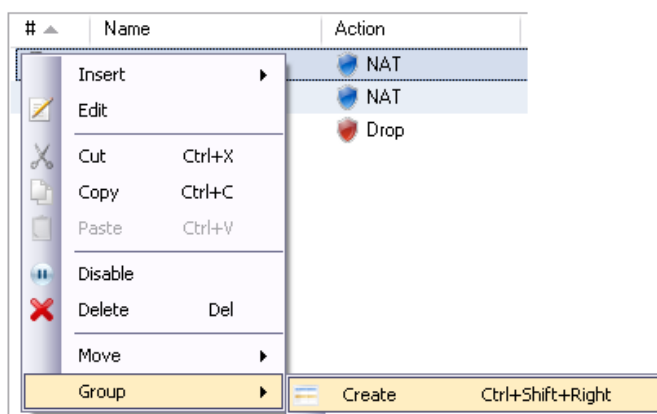 # Name Action
NAT
Insert
NAT
Edit
Drop
Cut Ctrl+X
Copy Ctrl+C
Paste Ctrl+V
Disable
Delete Del
Move
Group
Create Ctrl+Shift+Right